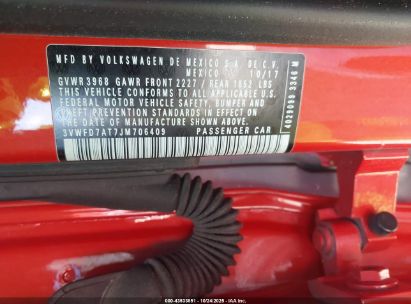 MFD BY VOLKSWAGEN DE MEXICO S.A. DE C.V.
MEXICO 10/17
GVWR 3968 GAWR FRONT 2227 / REAR 1852 LBS
THIS VEHICLE CONFORMS TO ALL APPLICABLE U.S.
FEDERAL MOTOR VEHICLE SAFETY, BUMPER AND
THEFT PREVENTION STANDARDS IN EFFECT ON
THE DATE OF MANUFACTURE SHOWN ABOVE
3VWFD7AT7JM706409 PASSENGER CAR